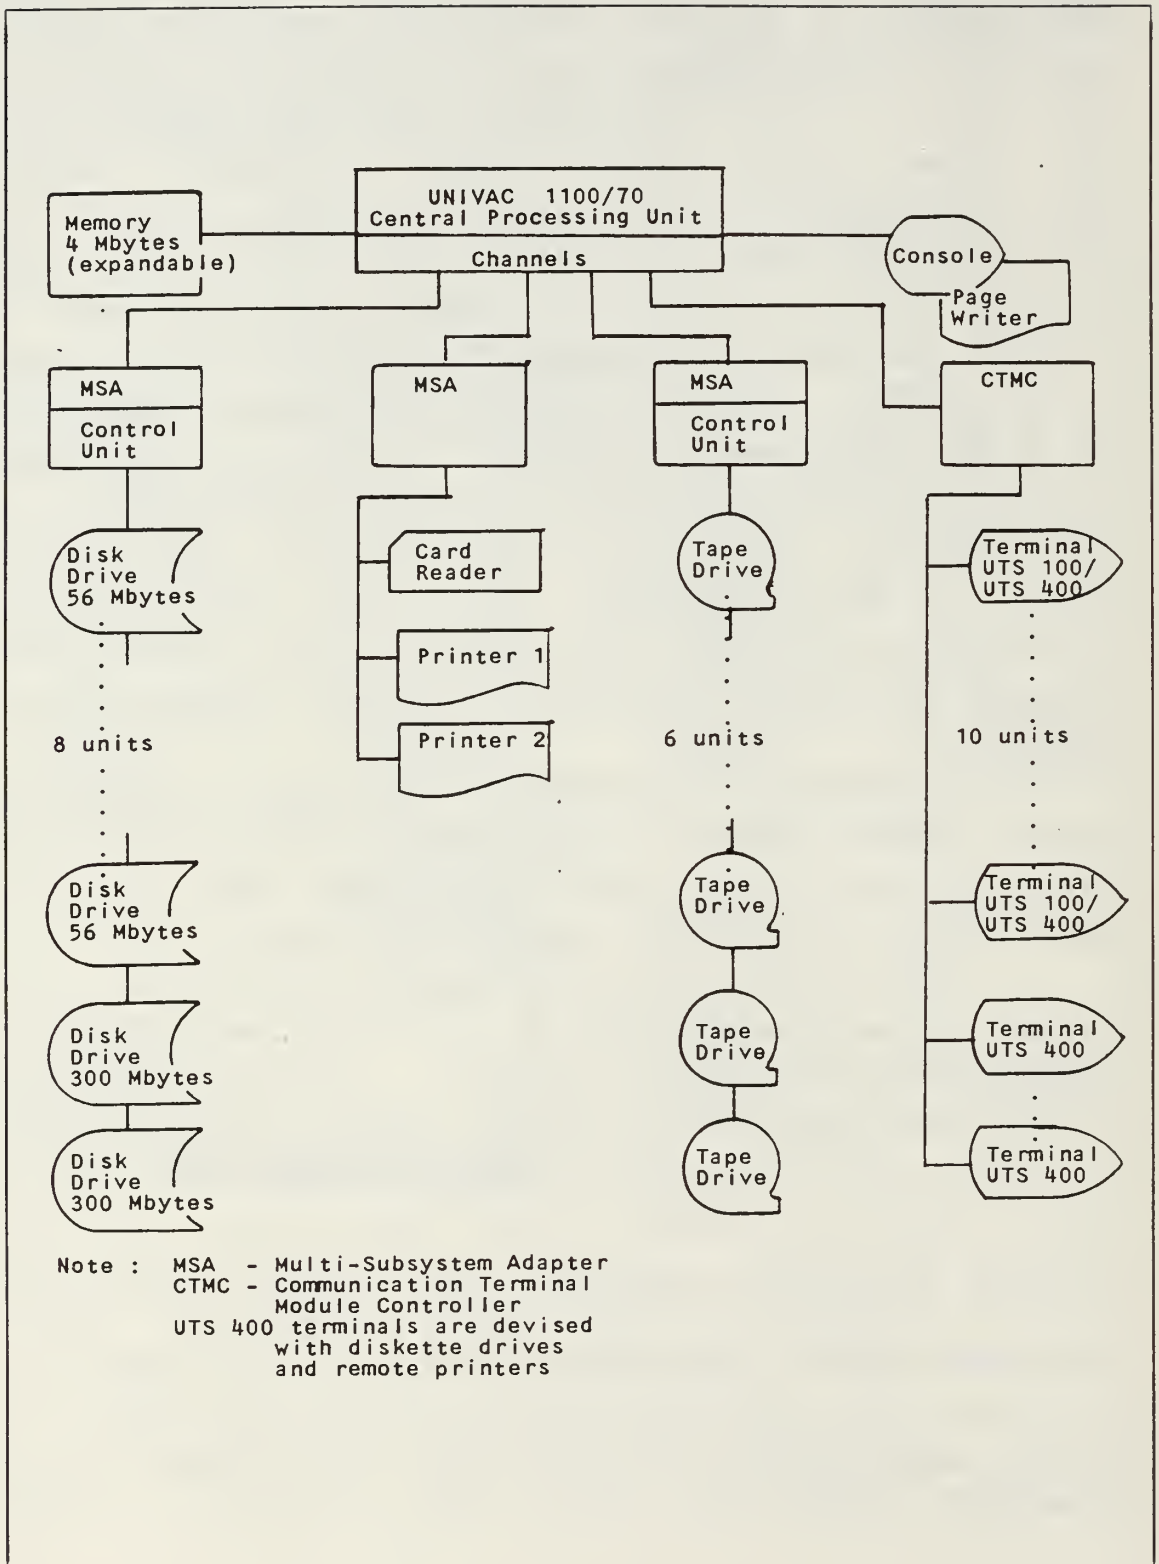 UNIVAC 1100/70
Central Processing Unit
Channels
Memory
4 Mbytes
(expandable)
Console
Page
Writer
MSA
Control
Unit
MSA
MSA
Control
Unit
CTMC
Disk
Drive
56 Mbytes
Card
Reader
Printer 1
Printer 2
Tape
Drive
Terminal
UTS 100/
UTS 400
8 units
6 units
10 units
Disk
Drive
56 Mbytes
Tape
Drive
Terminal
UTS 100/
UTS 400
Disk
Drive
300 Mbytes
Tape
Drive
Terminal
UTS 400
Disk
Drive
300 Mbytes
Tape
Drive
Terminal
UTS 400
Note : MSA - Multi-Subsystem Adapter
CTMC - Communication Terminal
Module Controller
UTS 400 terminals are devised
with diskette drives
and remote printers